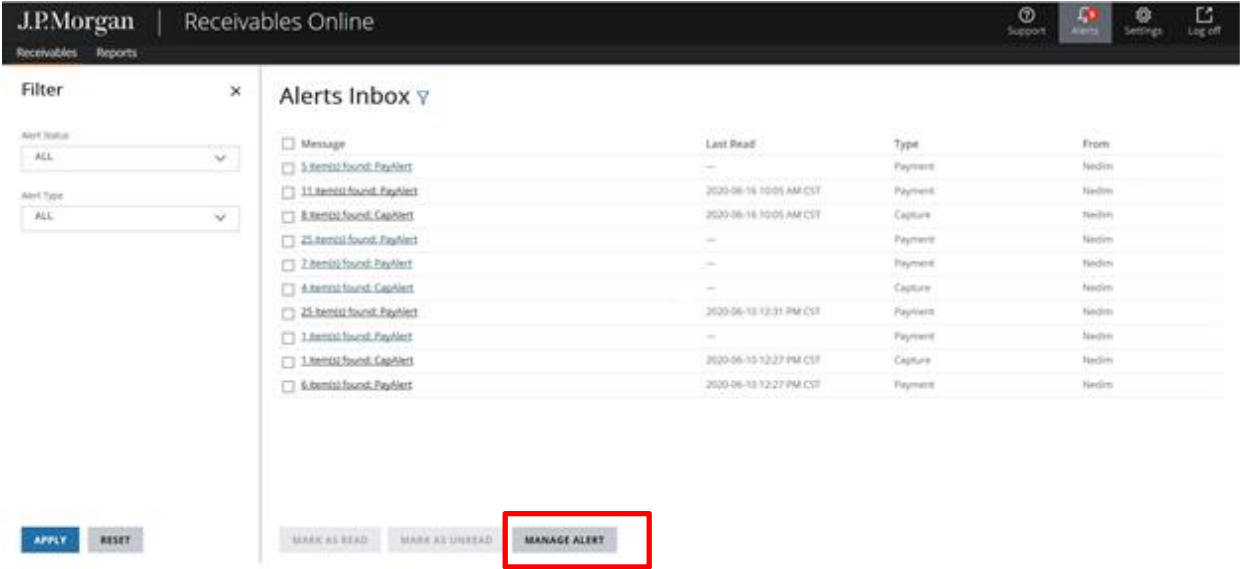 J.P.Morgan | Receivables Online
Support Alerts Settings Log off
Receivables Reports
Filter ×
Alert Status
ALL
Alert Type
ALL
APPLY RESET
Alerts Inbox
Message Last Read Type From
5 item(s) found: PayAlert — Payment Nedim
11 item(s) found: PayAlert 2020-06-16 10:05 AM CST Payment Nedim
8 item(s) found: CapAlert 2020-06-16 10:05 AM CST Capture Nedim
25 item(s) found: PayAlert — Payment Nedim
7 item(s) found: PayAlert — Payment Nedim
4 item(s) found: CapAlert — Capture Nedim
25 item(s) found: PayAlert 2020-06-10 12:31 PM CST Payment Nedim
1 item(s) found: PayAlert — Payment Nedim
1 item(s) found: CapAlert 2020-06-10 12:27 PM CST Capture Nedim
6 item(s) found: PayAlert 2020-06-10 12:27 PM CST Payment Nedim
MARK AS READ MARK AS UNREAD MANAGE ALERT